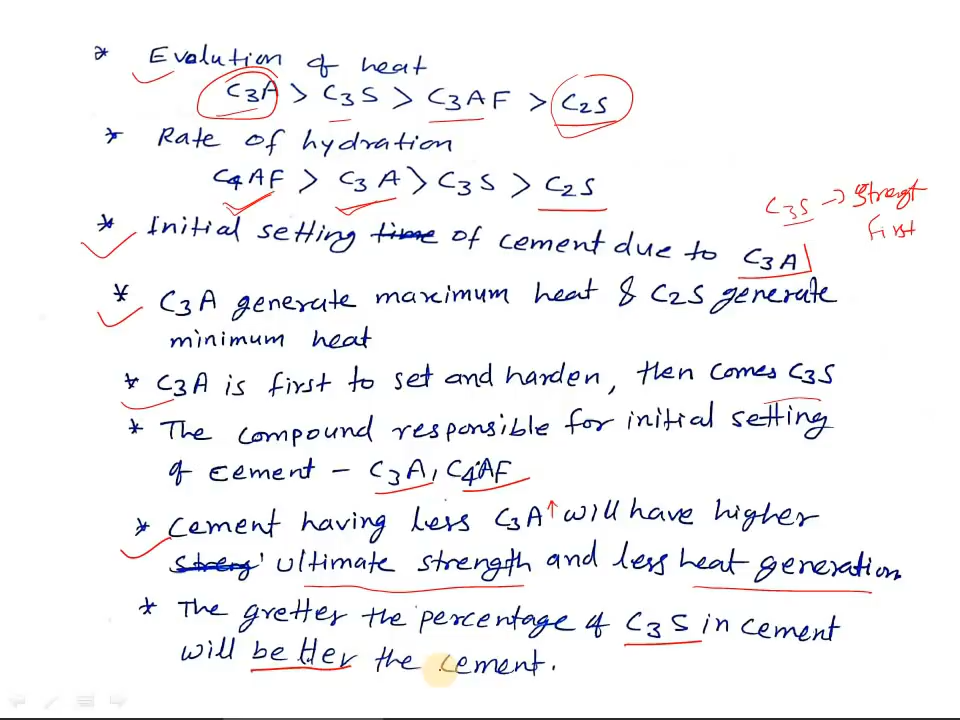 * Evolution of heat
C3A > C3S > C3AF > C2S
* Rate of hydration
C4AF > C3A > C3S > C2S
C3S → Strengt
First
* Initial setting time of cement due to C3A
* C3A generate maximum heat & C2S generate
minimum heat
* C3A is first to set and harden, then comes C3S
* The compound responsible for initial setting
of cement – C3A, C4AF
* Cement having less C3A ↑ will have higher
streng ultimate strength and less heat generation
* The gretter the percentage of C3S in cement
will better the cement.